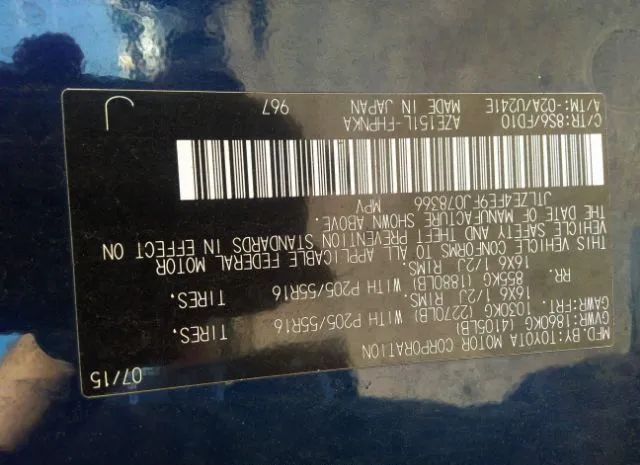 MFD.BY:TOYOTA MOTOR CORPORATION 07/15
GVWR:1860KG(4105LB)
GAWR:FRT. 1030KG (2270LB) WITH P205/55R16 TIRES.
16X6 1/2J RIMS.
RR. 855KG (1880LB) WITH P205/55R16 TIRES.
16X6 1/2J RIMS.
THIS VEHICLE CONFORMS TO ALL APPLICABLE FEDERAL MOTOR
VEHICLE SAFETY AND THEFT PREVENTION STANDARDS IN EFFECT ON
THE DATE OF MANUFACTURE SHOWN ABOVE.
JTLZE4FE9FJ078366 MPV
C/TR:8S6/FD10 AZE151L-FHPNKA 967 J
A/TM:-02A/U241E MADE IN JAPAN